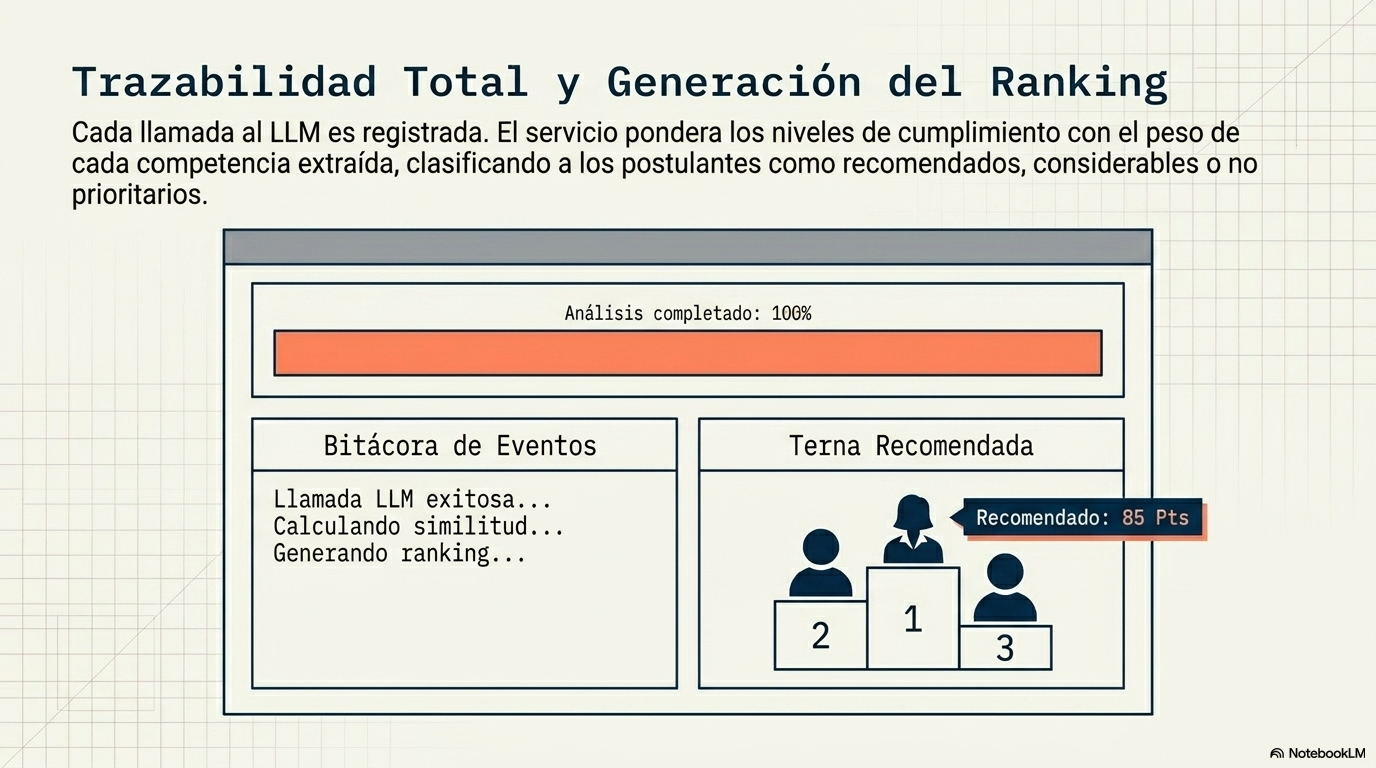 Trazabilidad Total y Generación del Ranking
Cada llamada al LLM es registrada. El servicio pondera los niveles de cumplimiento con el peso de
cada competencia extraída, clasificando a los postulantes como recomendados, considerables o no
prioritarios.
Análisis completado: 100%
Bitácora de Eventos
Llamada LLM exitosa...
Calculando similitud...
Generando ranking...
Terna Recomendada
Recomendado: 85 Pts
1
2
3
NotebookLM